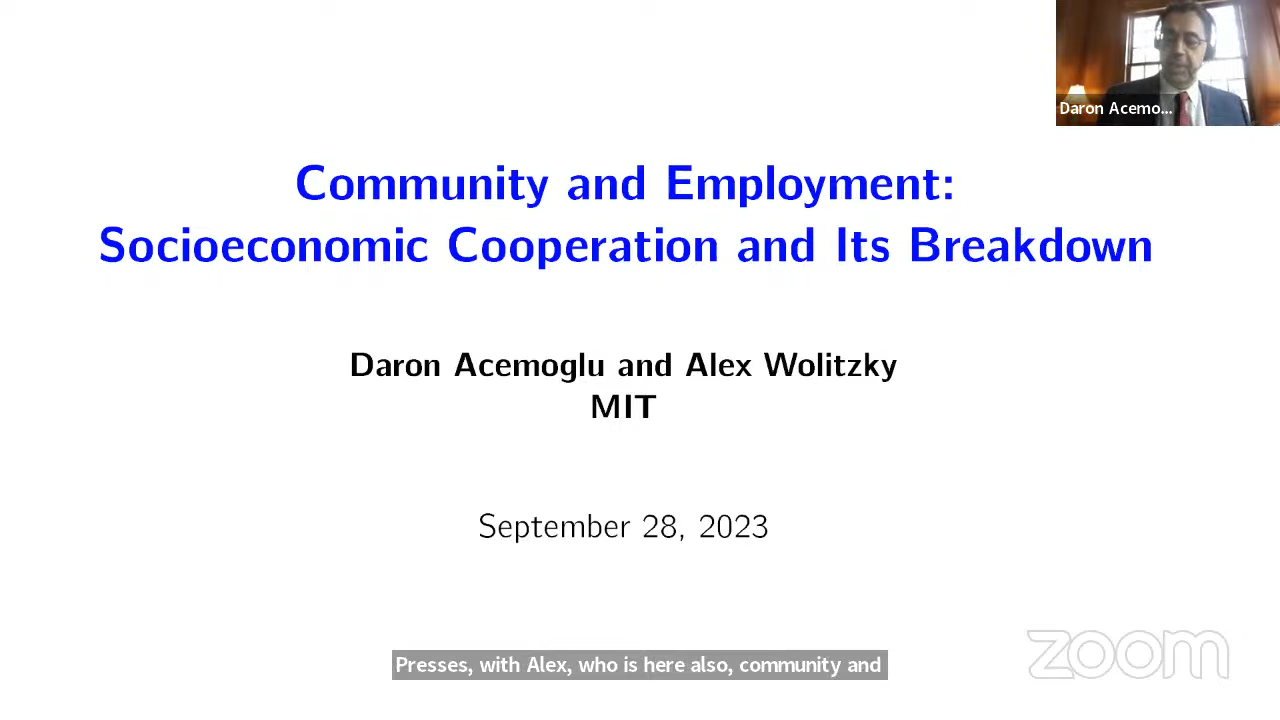 Daron Acemo...
Community and Employment:
Socioeconomic Cooperation and Its Breakdown
Daron Acemoglu and Alex Wolitzky
MIT
September 28, 2023
Presses, with Alex, who is here also, community and
zoom